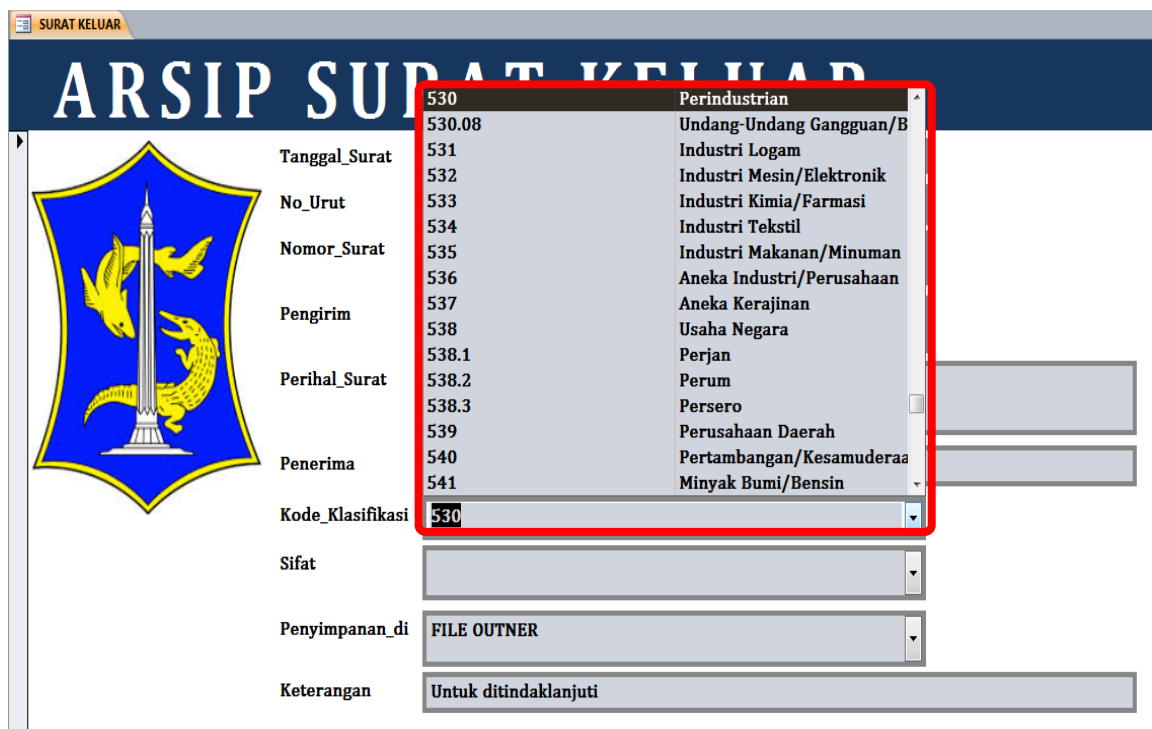 SURAT KELUAR
ARSIP SURAT KELUAR
530 Perindustrian
530.08 Undang-Undang Gangguan/B
Tanggal_Surat 531 Industri Logam
532 Industri Mesin/Elektronik
No_Urut 533 Industri Kimia/Farmasi
534 Industri Tekstil
Nomor_Surat 535 Industri Makanan/Minuman
536 Aneka Industri/Perusahaan
537 Aneka Kerajinan
Pengirim
538 Usaha Negara
538.1 Perjan
Perihal_Surat 538.2 Perum
538.3 Persero
539 Perusahaan Daerah
Penerima 540 Pertambangan/Kesamuderaa
541 Minyak Bumi/Bensin
Kode_Klasifikasi 530
Sifat
Penyimpanan_di FILE OUTNER
Keterangan Untuk ditindaklanjuti